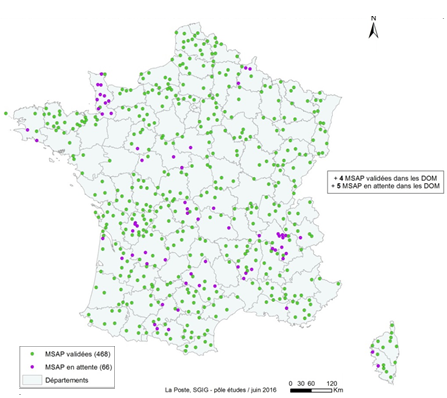 N
+ 4 MSAP validées dans les DOM
+ 5 MSAP en attente dans les DOM
MSAP validées (468)
MSAP en attente (66)
Départements
La Poste, SGIG - pôle études / juin 2016
0 30 60 120
Km